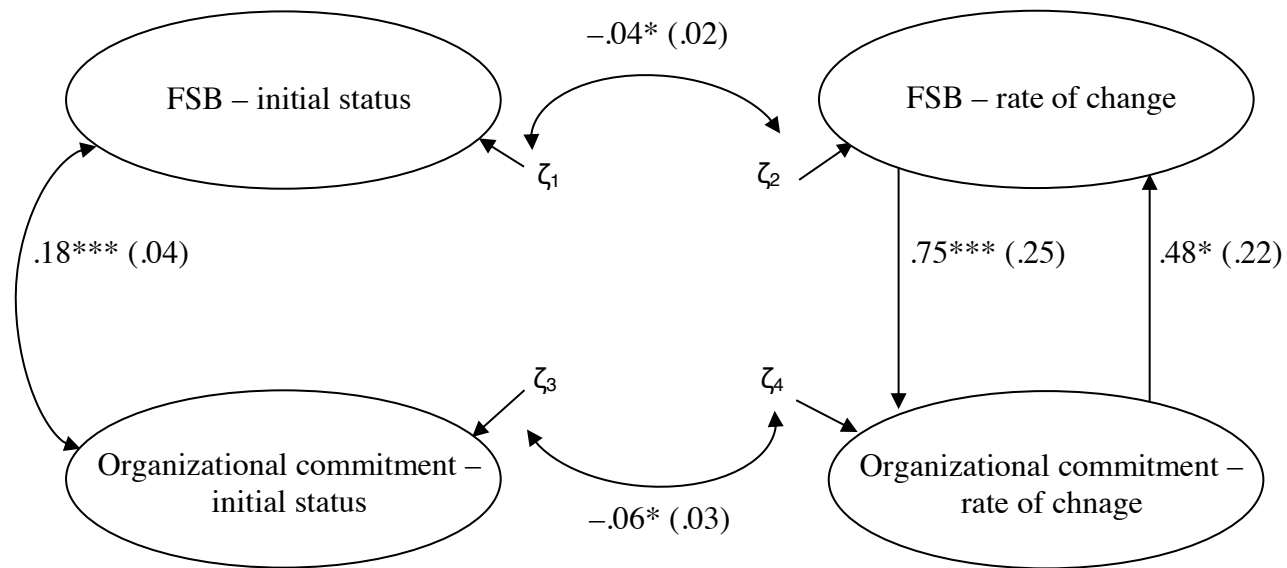 –.04* (.02)
FSB – initial status
FSB – rate of change
ζ1
ζ2
.18*** (.04)
.75*** (.25)
.48* (.22)
ζ3
ζ4
Organizational commitment –
initial status
Organizational commitment –
rate of chnage
–.06* (.03)